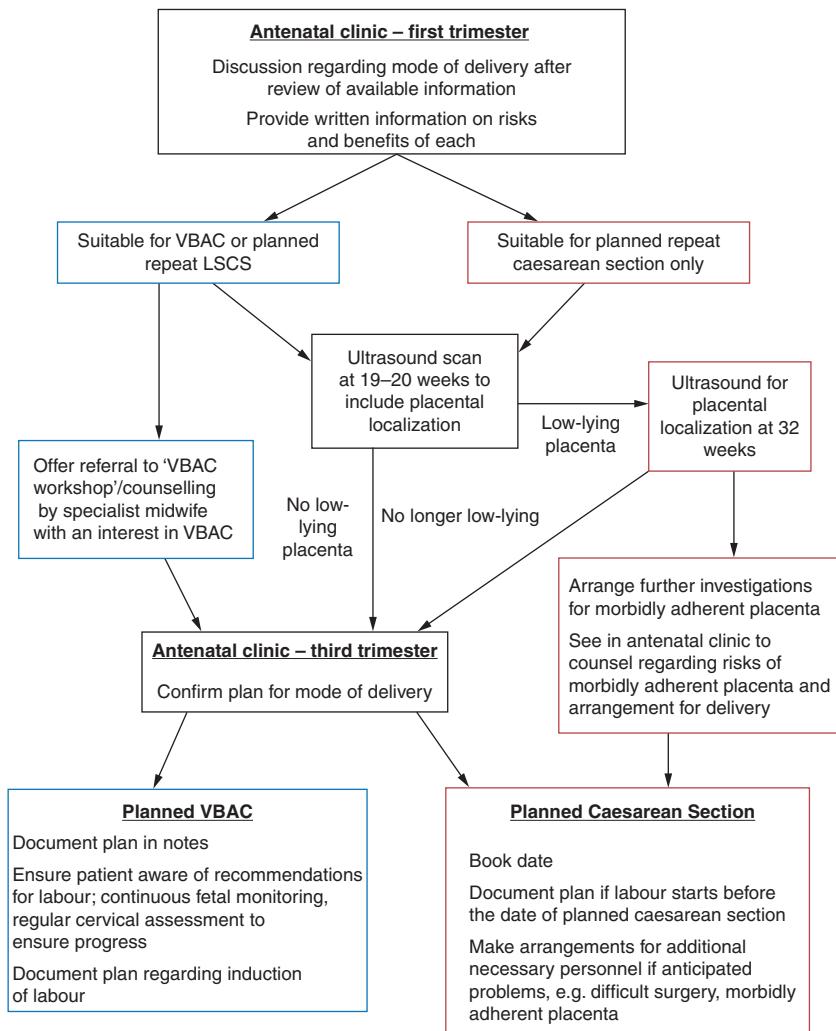 Antenatal clinic – first trimester
Discussion regarding mode of delivery after
review of available information
Provide written information on risks
and benefits of each
Suitable for VBAC or planned
repeat LSCS
Suitable for planned repeat
caesarean section only
Ultrasound scan
at 19–20 weeks to
include placental
localization
Low-lying
placenta
Ultrasound for
placental
localization at 32
weeks
Offer referral to ‘VBAC
workshop’/counselling
by specialist midwife
with an interest in VBAC
No low-
lying
placenta
No longer low-lying
Arrange further investigations
for morbidly adherent placenta
See in antenatal clinic to
counsel regarding risks of
morbidly adherent placenta and
arrangement for delivery
Antenatal clinic – third trimester
Confirm plan for mode of delivery
Planned VBAC
Document plan in notes
Ensure patient aware of recommendations
for labour; continuous fetal monitoring,
regular cervical assessment to
ensure progress
Document plan regarding induction
of labour
Planned Caesarean Section
Book date
Document plan if labour starts before
the date of planned caesarean section
Make arrangements for additional
necessary personnel if anticipated
problems, e.g. difficult surgery, morbidly
adherent placenta